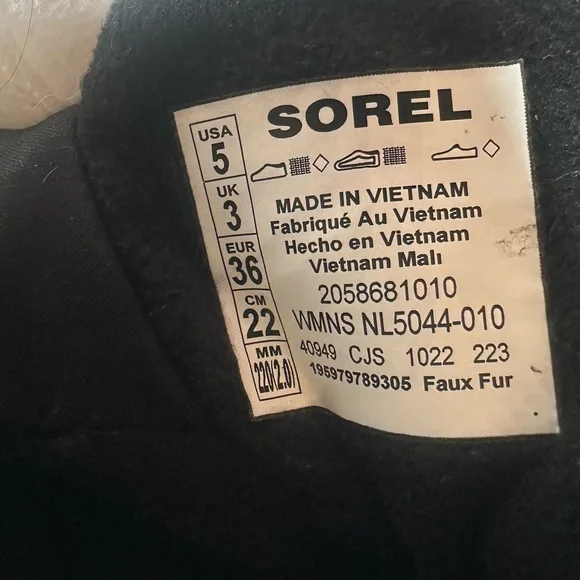 SOREL
USA
5
UK
3
EUR
36
CM
22
MM
220(2.0)
MADE IN VIETNAM
Fabriqué Au Vietnam
Hecho en Vietnam
Vietnam Malı
2058681010
WMNS NL5044-010
40949 CJS 1022 223
195979789305 Faux Fur